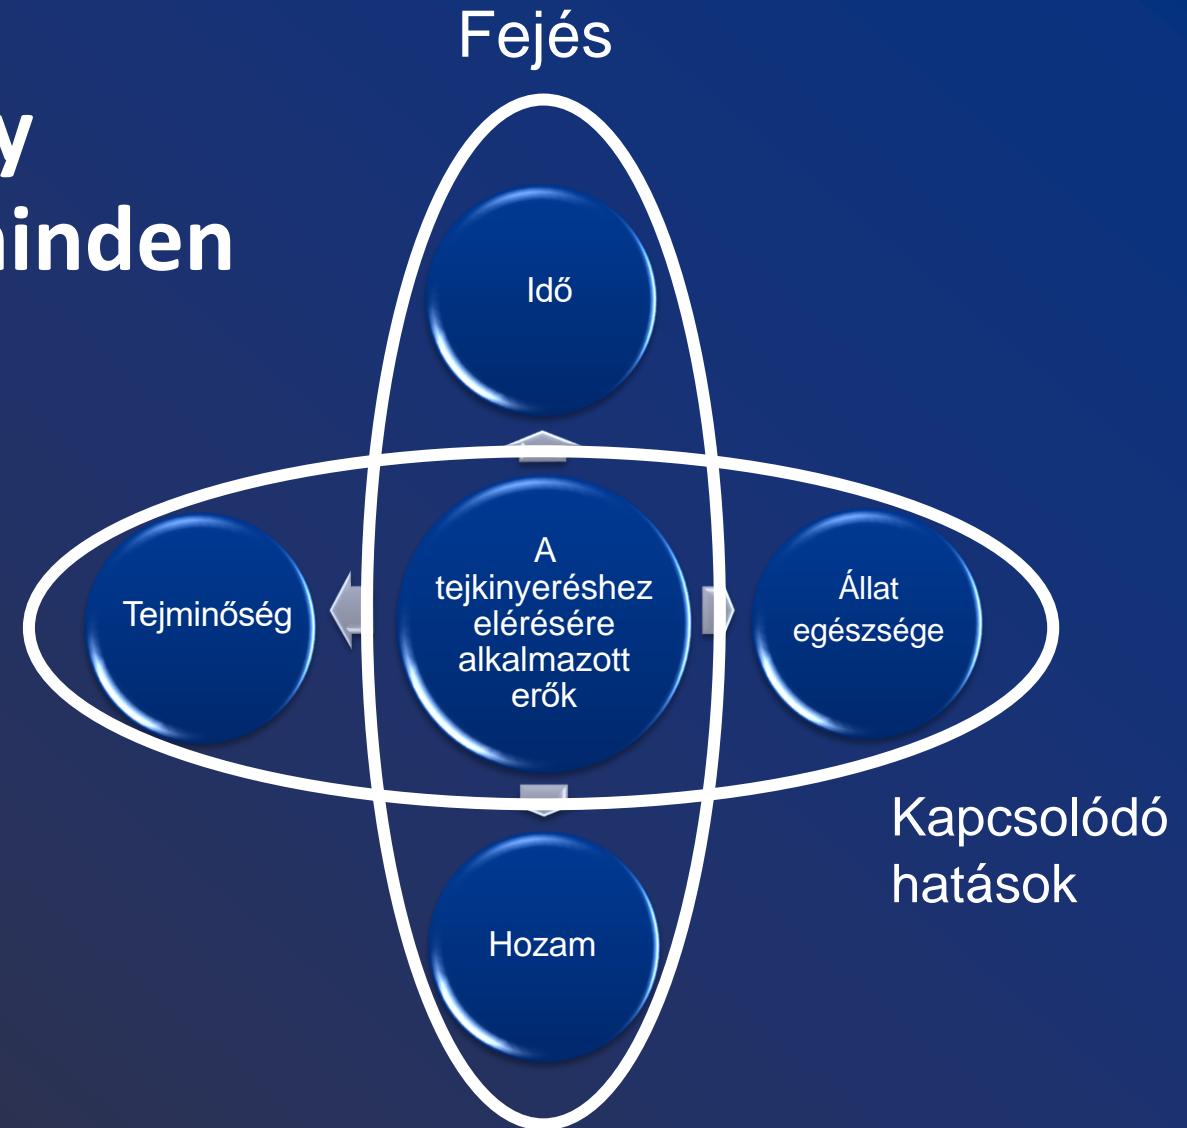 Fejés
y
inden
Idő
Tejminőség
A
tejkinyeréshez
elérésére
alkalmazott
erők
Állat
egészsége
Kapcsolódó
hatások
Hozam